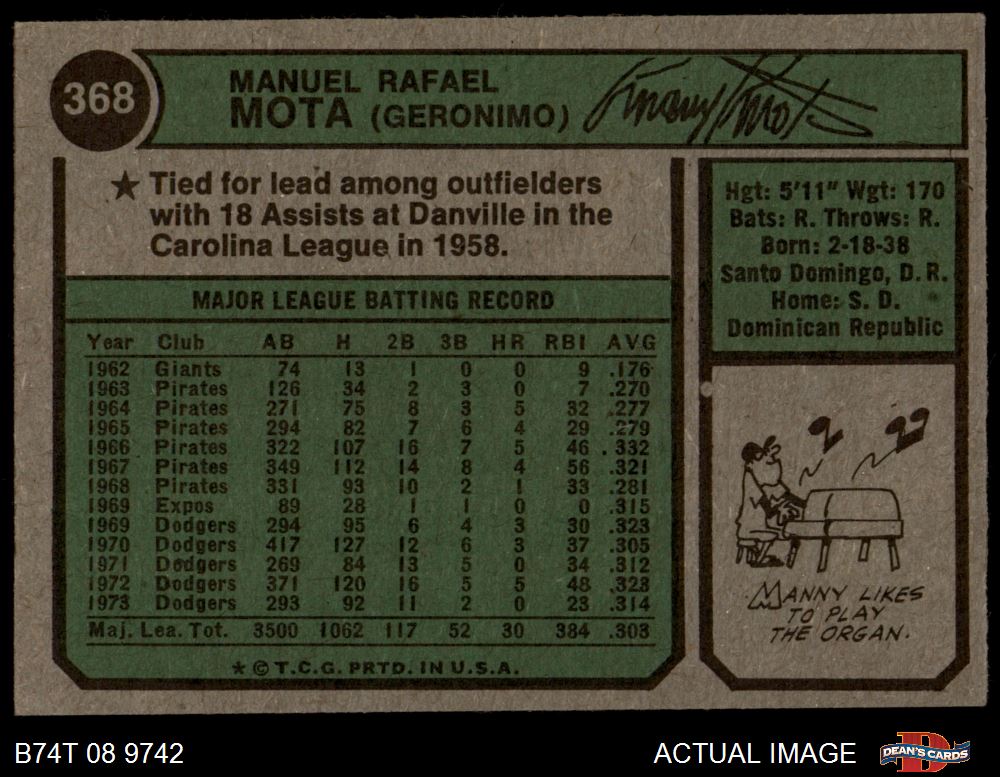 368
MANUEL RAFAEL
MOTA (GERONIMO)
Manny Mota
★ Tied for lead among outfielders
with 18 Assists at Danville in the
Carolina League in 1958.
Hgt: 5'11" Wgt: 170
Bats: R. Throws: R.
Born: 2-18-38
Santo Domingo, D.R.
Home: S. D.
Dominican Republic
MAJOR LEAGUE BATTING RECORD
Year Club AB H 2B 3B HR RBI AVG
1962 Giants 74 13 1 0 0 9 .176
1963 Pirates 126 34 2 3 0 7 .270
1964 Pirates 271 75 8 3 5 32 .277
1965 Pirates 294 82 7 6 4 29 .279
1966 Pirates 322 107 16 7 5 46 .332
1967 Pirates 349 112 14 8 4 56 .321
1968 Pirates 331 93 10 2 1 33 .281
1969 Expos 89 28 1 1 0 0 .315
1969 Dodgers 294 95 6 4 3 30 .323
1970 Dodgers 417 127 12 6 3 37 .305
1971 Dodgers 269 84 13 5 0 34 .312
1972 Dodgers 371 120 16 5 5 48 .323
1973 Dodgers 293 92 11 2 0 23 .314
Maj. Lea. Tot. 3500 1062 117 52 30 384 .303
★ © T.C.G. PRTD. IN U.S.A.
MANNY LIKES
TO PLAY
THE ORGAN.
B74T 08 9742
ACTUAL IMAGE
DEAN'S CARDS